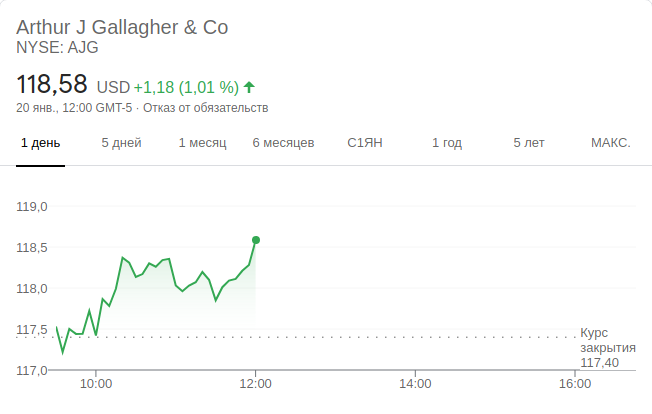 Arthur J Gallagher & Co
NYSE: AJG
118,58 USD +1,18 (1,01 %)
20 янв., 12:00 GMT-5 · Отказ от обязательств
1 день 5 дней 1 месяц 6 месяцев С1ЯН 1 год 5 лет МАКС.
119,0
118,5
118,0
117,5
117,0
Курс
закрытия
117,40
10:00 12:00 14:00 16:00